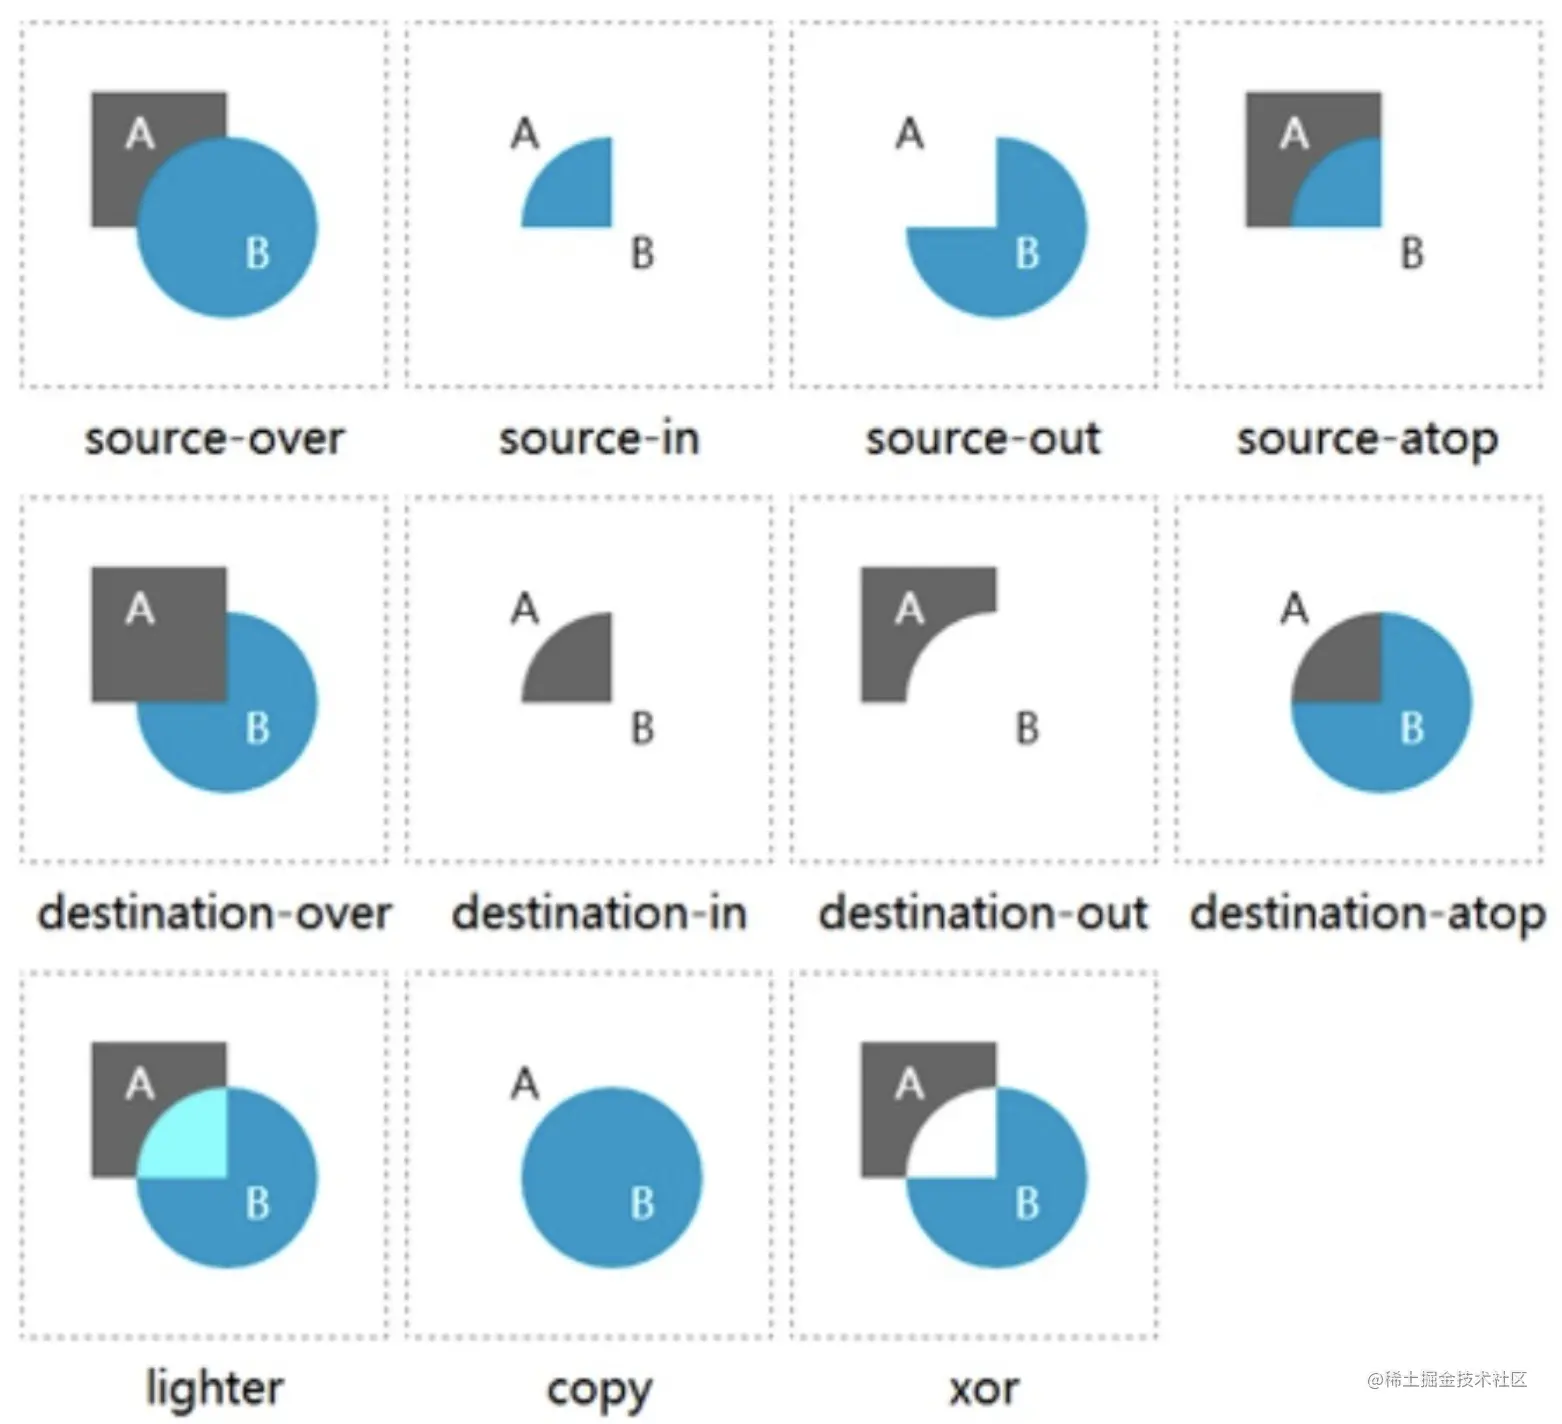 A A A A
B B B B
source-over source-in source-out source-atop
A A A A
B B B B
destination-over destination-in destination-out destination-atop
A A A
B B B
lighter copy xor
@稀土掘金技术社区